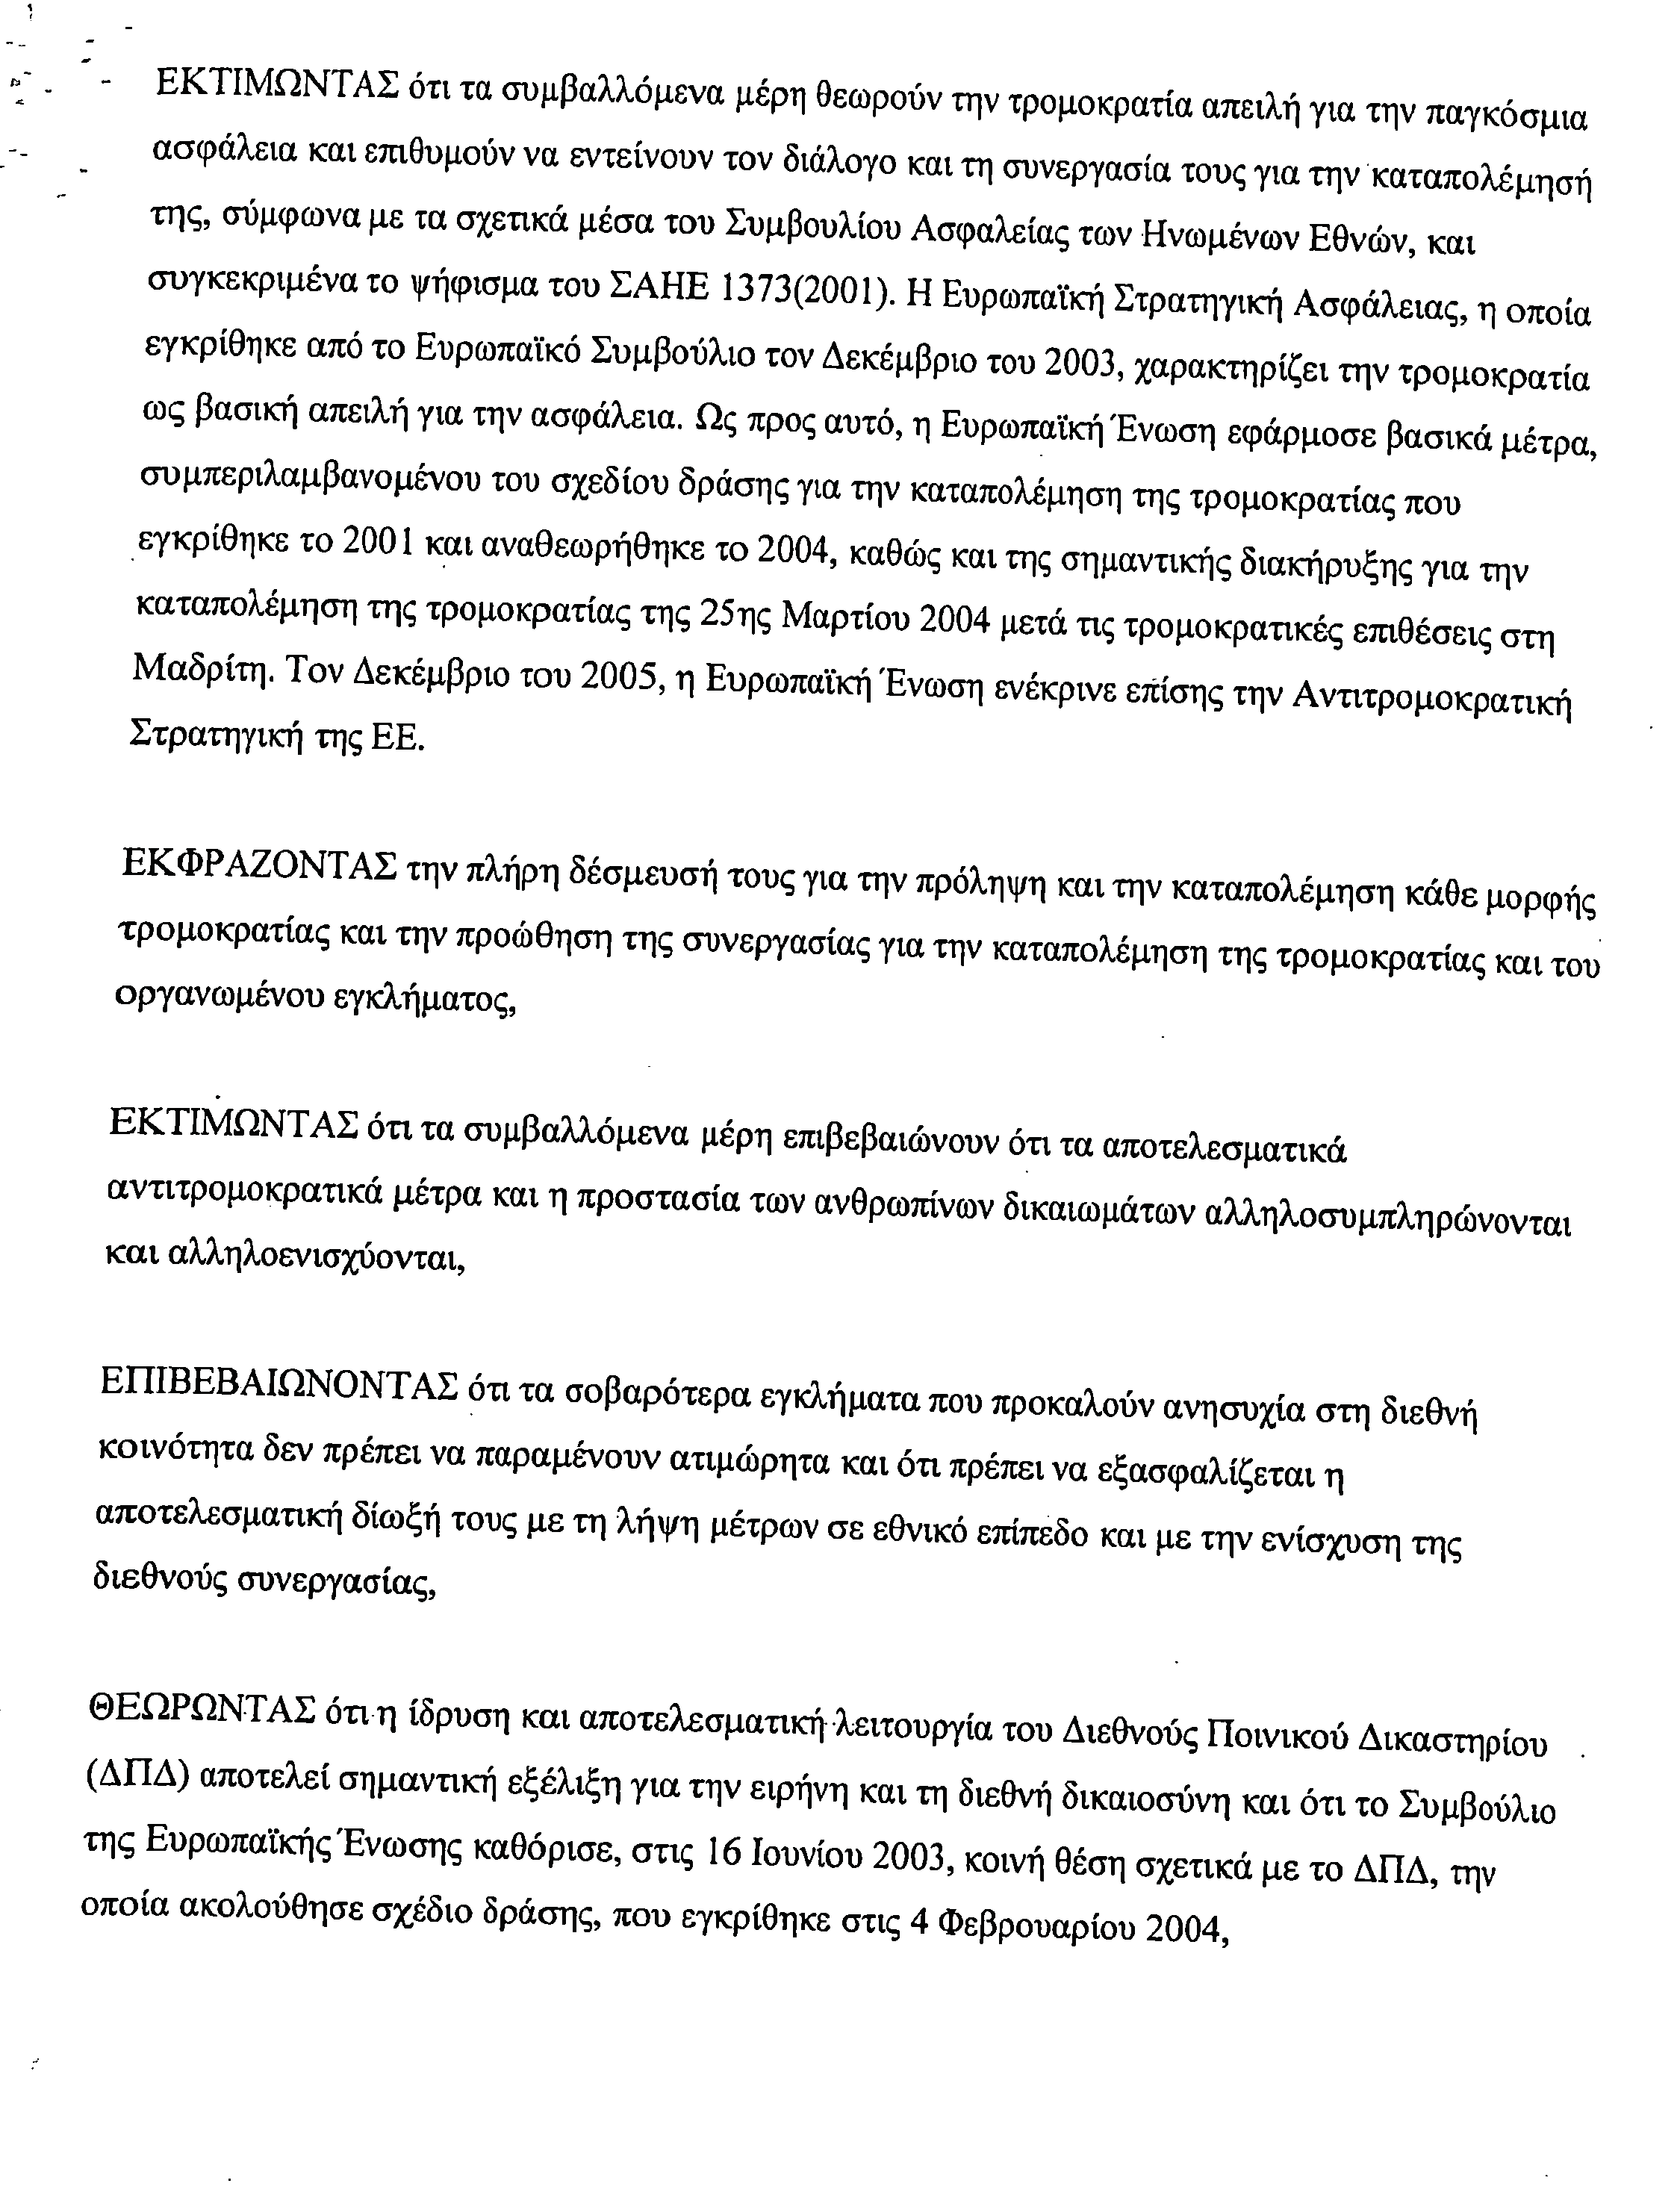 ΕΚΤΙΜΩΝΤΑΣ ότι τα συμβαλλόμενα μέρη θεωρούν την τρομοκρατία απειλή για την παγκόσμια
ασφάλεια και επιθυμούν να εντείνουν τον διάλογο και τη συνεργασία τους για την καταπολέμησή
της, σύμφωνα με τα σχετικά μέσα του Συμβουλίου Ασφαλείας των Ηνωμένων Εθνών, και
συγκεκριμένα το ψήφισμα του ΣΑΗΕ 1373(2001). Η Ευρωπαϊκή Στρατηγική Ασφάλειας, η οποία
εγκρίθηκε από το Ευρωπαϊκό Συμβούλιο τον Δεκέμβριο του 2003, χαρακτηρίζει την τρομοκρατία
ως βασική απειλή για την ασφάλεια. Ως προς αυτό, η Ευρωπαϊκή Ένωση εφάρμοσε βασικά μέτρα,
συμπεριλαμβανομένου του σχεδίου δράσης για την καταπολέμηση της τρομοκρατίας που
εγκρίθηκε το 2001 και αναθεωρήθηκε το 2004, καθώς και της σημαντικής διακήρυξης για την
καταπολέμηση της τρομοκρατίας της 25ης Μαρτίου 2004 μετά τις τρομοκρατικές επιθέσεις στη
Μαδρίτη. Τον Δεκέμβριο του 2005, η Ευρωπαϊκή Ένωση ενέκρινε επίσης την Αντιτρομοκρατική
Στρατηγική της ΕΕ.
ΕΚΦΡΑΖΟΝΤΑΣ την πλήρη δέσμευσή τους για την πρόληψη και την καταπολέμηση κάθε μορφής
τρομοκρατίας και την προώθηση της συνεργασίας για την καταπολέμηση της τρομοκρατίας και του
οργανωμένου εγκλήματος,
ΕΚΤΙΜΩΝΤΑΣ ότι τα συμβαλλόμενα μέρη επιβεβαιώνουν ότι τα αποτελεσματικά
αντιτρομοκρατικά μέτρα και η προστασία των ανθρωπίνων δικαιωμάτων αλληλοσυμπληρώνονται
και αλληλοενισχύονται,
ΕΠΙΒΕΒΑΙΩΝΟΝΤΑΣ ότι τα σοβαρότερα εγκλήματα που προκαλούν ανησυχία στη διεθνή
κοινότητα δεν πρέπει να παραμένουν ατιμώρητα και ότι πρέπει να εξασφαλίζεται η
αποτελεσματική δίωξή τους με τη λήψη μέτρων σε εθνικό επίπεδο και με την ενίσχυση της
διεθνούς συνεργασίας,
ΘΕΩΡΩΝΤΑΣ ότι η ίδρυση και αποτελεσματική λειτουργία του Διεθνούς Ποινικού Δικαστηρίου
(ΔΠΔ) αποτελεί σημαντική εξέλιξη για την ειρήνη και τη διεθνή δικαιοσύνη και ότι το Συμβούλιο
της Ευρωπαϊκής Ένωσης καθόρισε, στις 16 Ιουνίου 2003, κοινή θέση σχετικά με το ΔΠΔ, την
οποία ακολούθησε σχέδιο δράσης, που εγκρίθηκε στις 4 Φεβρουαρίου 2004,